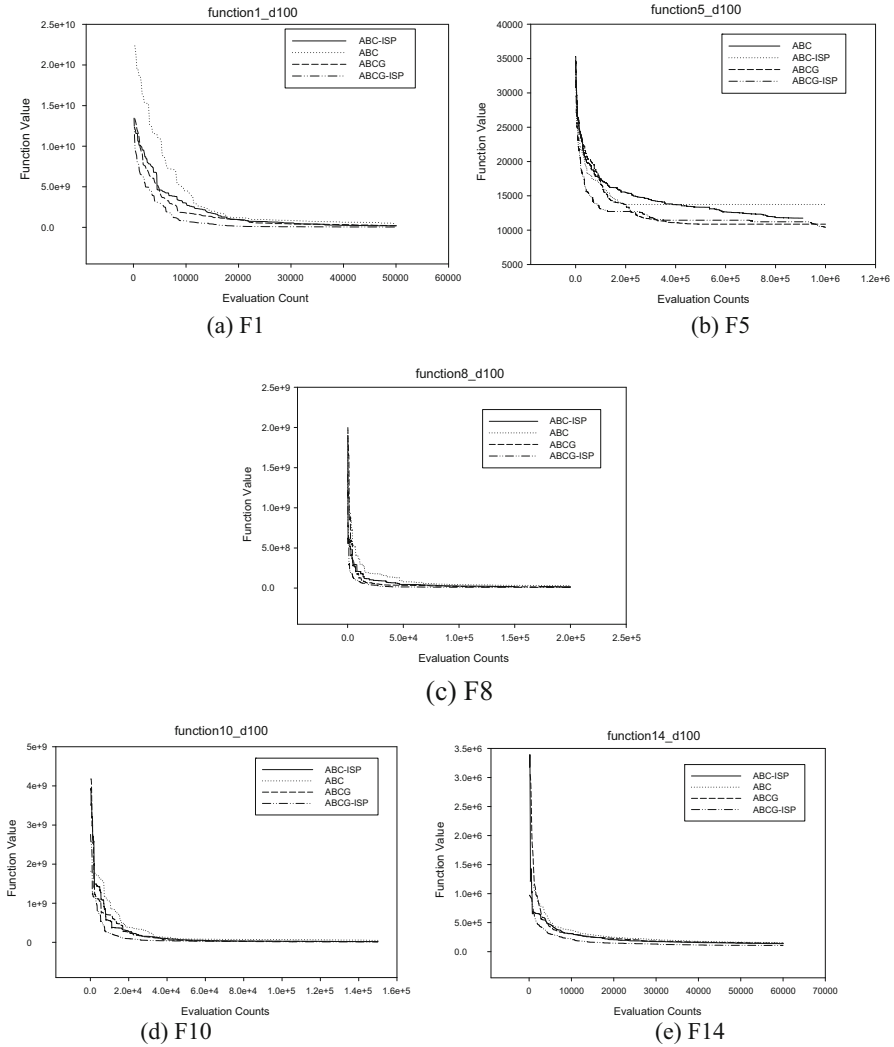 function1_d100
2.5e+10
2.0e+10
1.5e+10
1.0e+10
5.0e+9
0.0
Function Value
ABC-ISP
ABC
ABCG
ABCG-ISP
0
10000
20000
30000
40000
50000
60000
Evaluation Count
(a) F1
function5_d100
40000
35000
30000
25000
20000
15000
10000
5000
Function Value
ABC
ABC-ISP
ABCG
ABCG-ISP
0.0
2.0e+5
4.0e+5
6.0e+5
8.0e+5
1.0e+6
1.2e+6
Evaluation Counts
(b) F5
function8_d100
2.5e+9
2.0e+9
1.5e+9
1.0e+9
5.0e+8
0.0
Function Value
ABC-ISP
ABC
ABCG
ABCG-ISP
0.0
5.0e+4
1.0e+5
1.5e+5
2.0e+5
2.5e+5
Evaluation Counts
(c) F8
function10_d100
5e+9
4e+9
3e+9
2e+9
1e+9
0
Function Value
ABC-ISP
ABC
ABCG
ABCG-ISP
0.0
2.0e+4
4.0e+4
6.0e+4
8.0e+4
1.0e+5
1.2e+5
1.4e+5
1.6e+5
Evaluation Counts
(d) F10
function14_d100
3.5e+6
3.0e+6
2.5e+6
2.0e+6
1.5e+6
1.0e+6
5.0e+5
0.0
Function Value
ABC-ISP
ABC
ABCG
ABCG-ISP
0
10000
20000
30000
40000
50000
60000
70000
Evaluation Counts
(e) F14